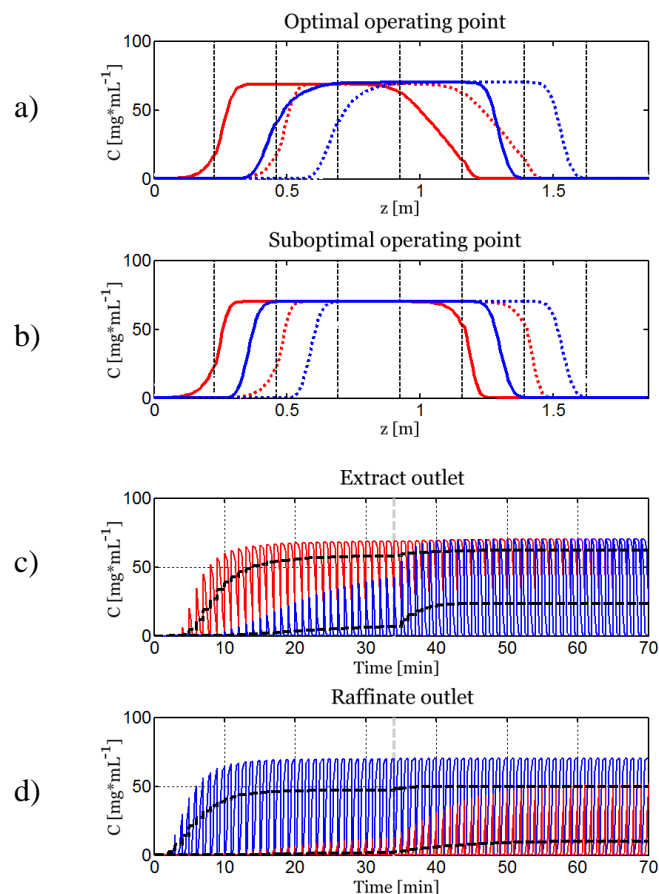 Optimal operating point
a)
C [mg*mL⁻¹]
100
50
0
0 0.5 1 1.5
z [m]
Suboptimal operating point
b)
C [mg*mL⁻¹]
100
50
0
0 0.5 1 1.5
z [m]
Extract outlet
c)
C [mg*mL⁻¹]
100
50
0
0 10 20 30 40 50 60 70
Time [min]
Raffinate outlet
d)
C [mg*mL⁻¹]
100
50
0
0 10 20 30 40 50 60 70
Time [min]